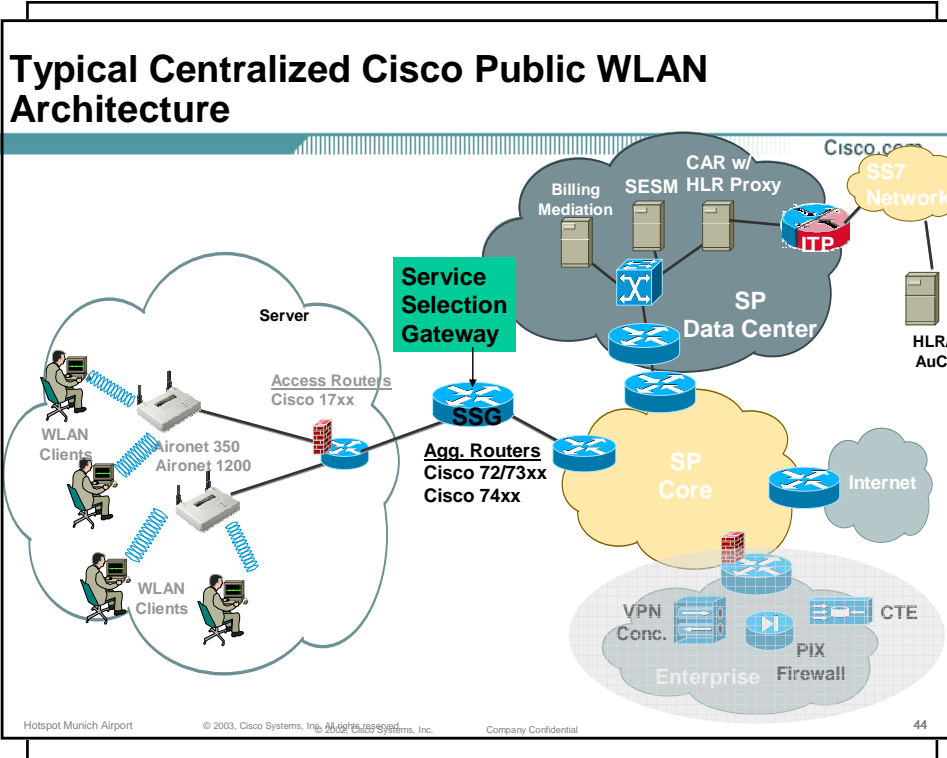 Typical Centralized Cisco Public WLAN
Architecture
Cisco.com
Billing
Mediation
SESM
CAR w/
HLR Proxy
SS7
Network
ITP
SP
Data Center
HLR/
AuC
Service
Selection
Gateway
Server
Access Routers
Cisco 17xx
SSG
Agg. Routers
Cisco 72/73xx
Cisco 74xx
WLAN
Clients
Aironet 350
Aironet 1200
WLAN
Clients
SP
Core
Internet
VPN
Conc.
CTE
PIX
Firewall
Enterprise
Hotspot Munich Airport
© 2003, Cisco Systems, Inc. All rights reserved.
© 2002, Cisco Systems, Inc.
Company Confidential
44